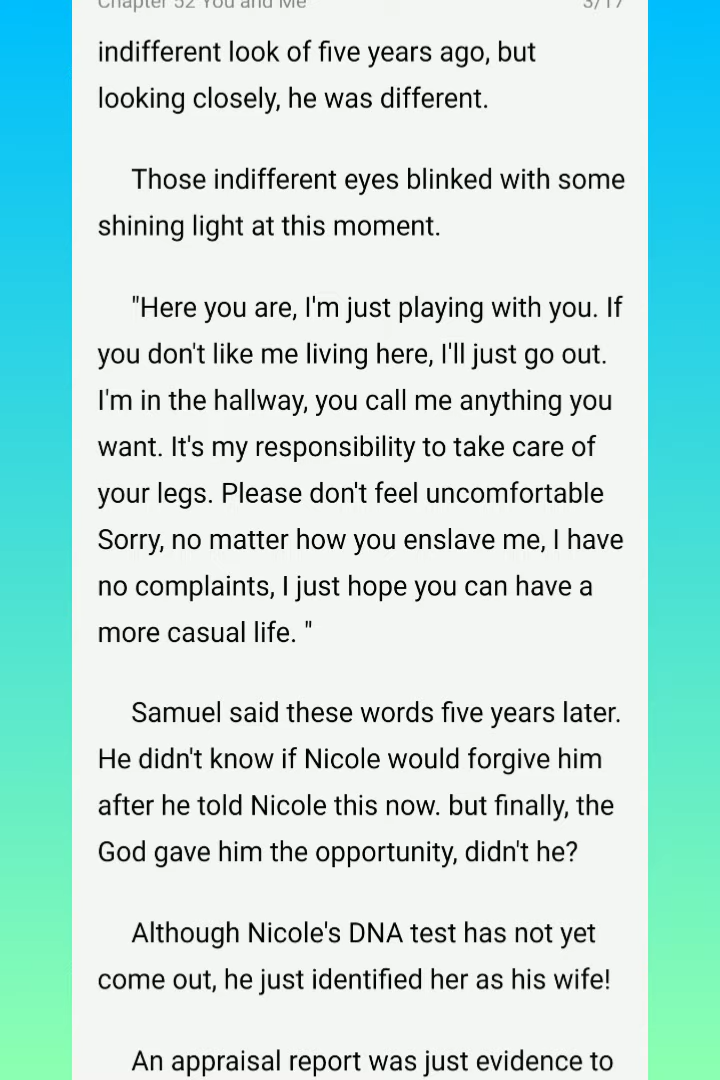 Chapter 52 You and Me 3/17
indifferent look of five years ago, but
looking closely, he was different.
Those indifferent eyes blinked with some
shining light at this moment.
"Here you are, I'm just playing with you. If
you don't like me living here, I'll just go out.
I'm in the hallway, you call me anything you
want. It's my responsibility to take care of
your legs. Please don't feel uncomfortable
Sorry, no matter how you enslave me, I have
no complaints, I just hope you can have a
more casual life. "
Samuel said these words five years later.
He didn't know if Nicole would forgive him
after he told Nicole this now. but finally, the
God gave him the opportunity, didn't he?
Although Nicole's DNA test has not yet
come out, he just identified her as his wife!
An appraisal report was just evidence to